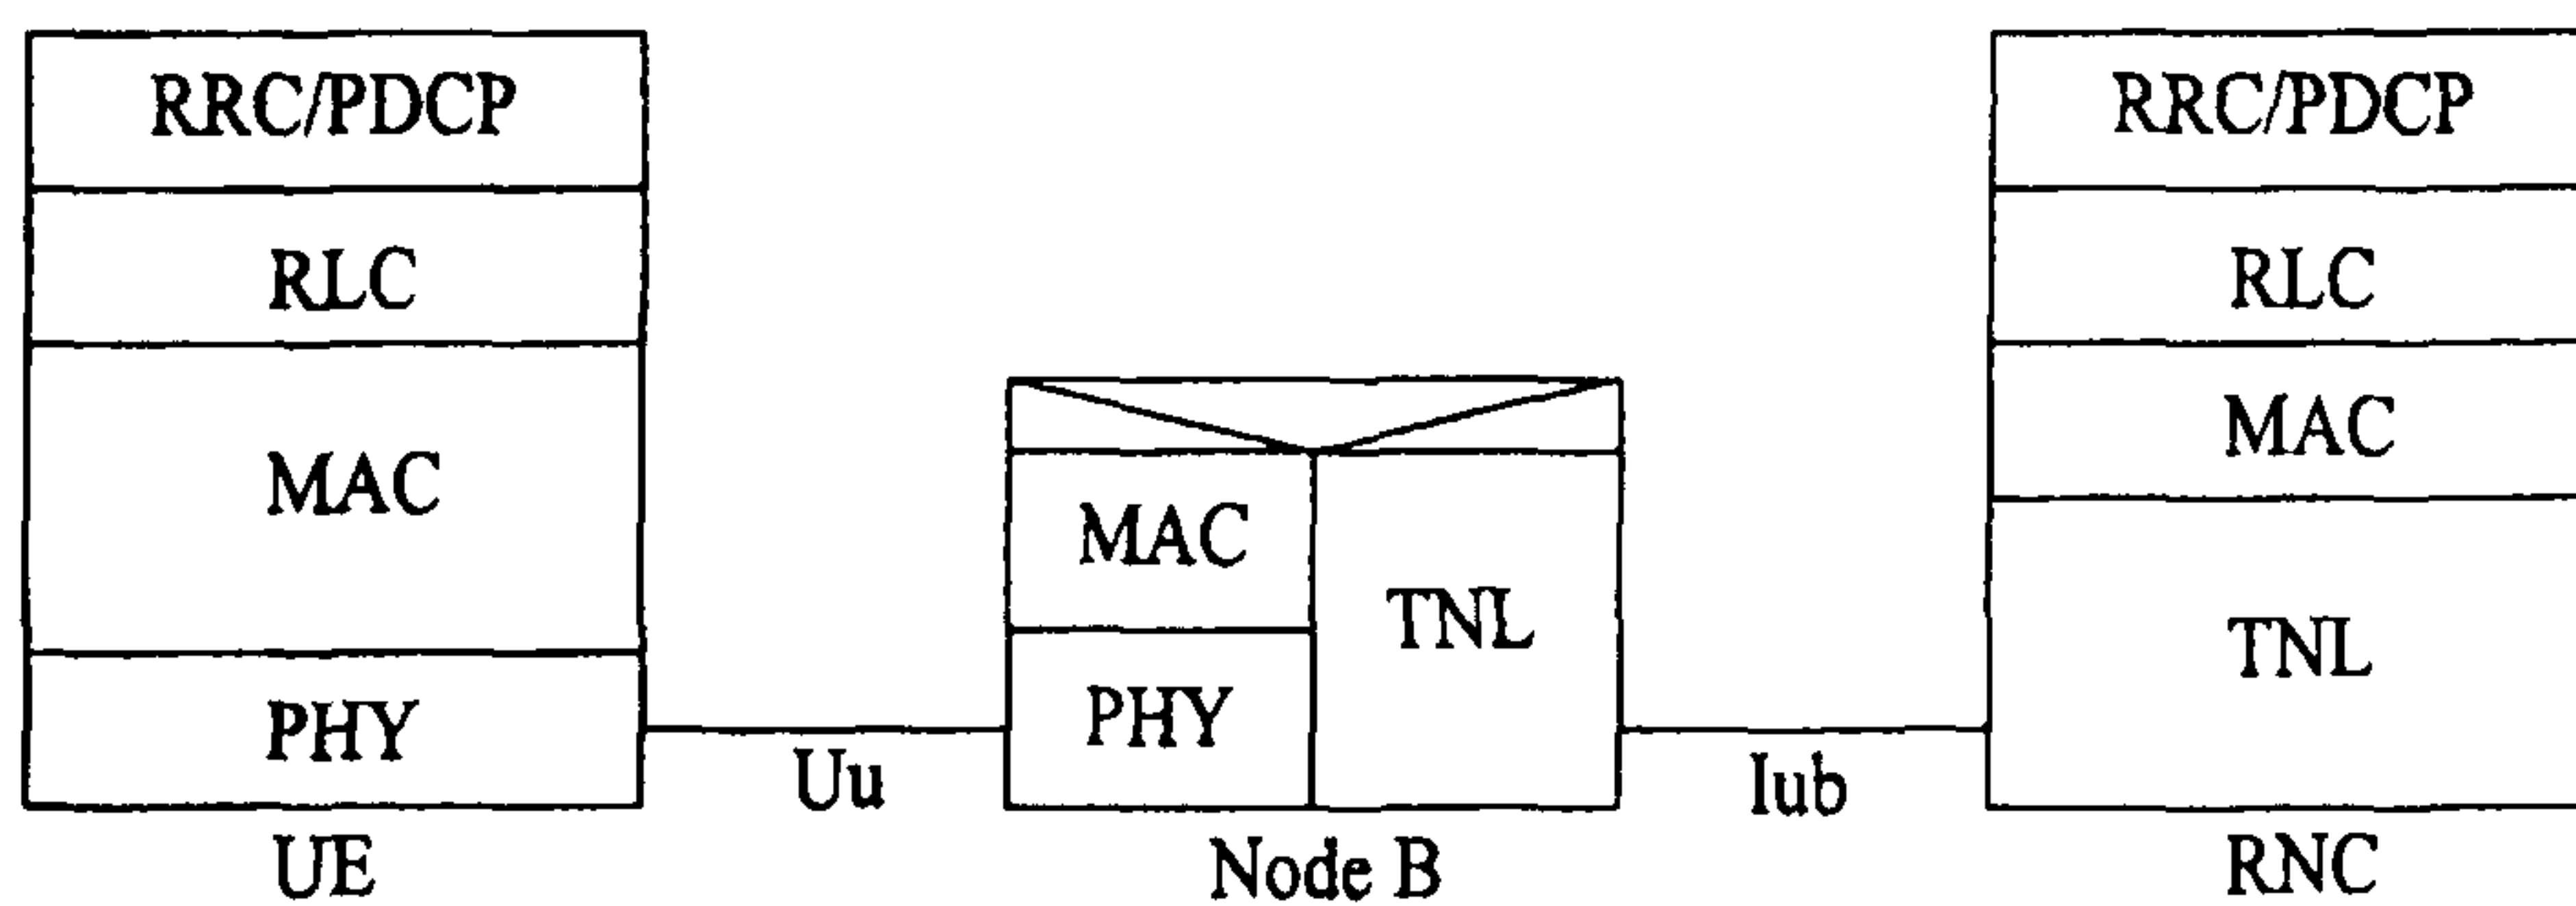 RRC/PDCP
RLC
MAC
PHY
UE
Uu
MAC
PHY
TNL
Node B
Iub
RRC/PDCP
RLC
MAC
TNL
RNC